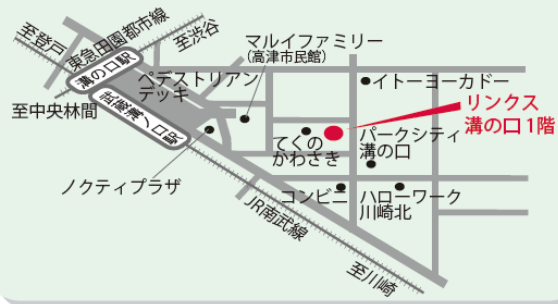 至登戸
東急田園都市線
至渋谷
マルイファミリー
(高津市民館)
溝の口駅
ペデストリアン
デッキ
イトーヨーカドー
リンクス
溝の口1階
至中央林間
武蔵溝ノ口駅
てくの
かわさき
パークシティ
溝の口
ノクティプラザ
コンビニ
ハローワーク
川崎北
JR南武線
至川崎